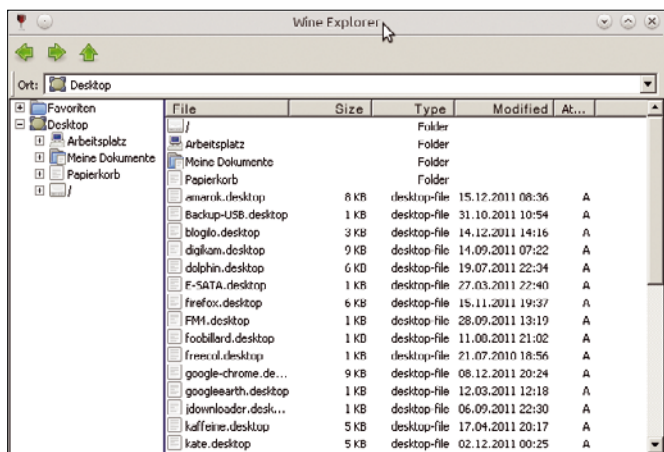 Wine Explorer
Ort: Desktop
Favoriten
Desktop
Arbeitsplatz
Meine Dokumente
Papierkorb
/
File Size Type Modified At...
/ Folder
Arbeitsplatz Folder
Meine Dokumente Folder
Papierkorb Folder
amarok.desktop 8 KB desktop-file 15.12.2011 08:36 A
Backup-USB.desktop 1 KB desktop-file 31.10.2011 10:54 A
blogilo.desktop 3 KB desktop-file 14.12.2011 14:16 A
digikam.desktop 9 KB desktop-file 14.09.2011 07:22 A
dolphin.desktop 6 KB desktop-file 19.07.2011 22:34 A
E-SATA.desktop 1 KB desktop-file 27.03.2011 22:40 A
firefox.desktop 6 KB desktop-file 15.11.2011 19:37 A
FM4.desktop 1 KB desktop-file 28.09.2011 13:19 A
foobillard.desktop 1 KB desktop-file 11.08.2011 21:02 A
freecol.desktop 1 KB desktop-file 21.07.2010 18:56 A
google-chrome.de... 9 KB desktop-file 08.12.2011 20:24 A
googleearth.desktop 1 KB desktop-file 12.03.2011 12:18 A
jdownloader.desk... 1 KB desktop-file 06.09.2011 22:30 A
kaffeine.desktop 5 KB desktop-file 17.04.2011 20:17 A
kate.desktop 5 KB desktop-file 02.12.2011 00:25 A